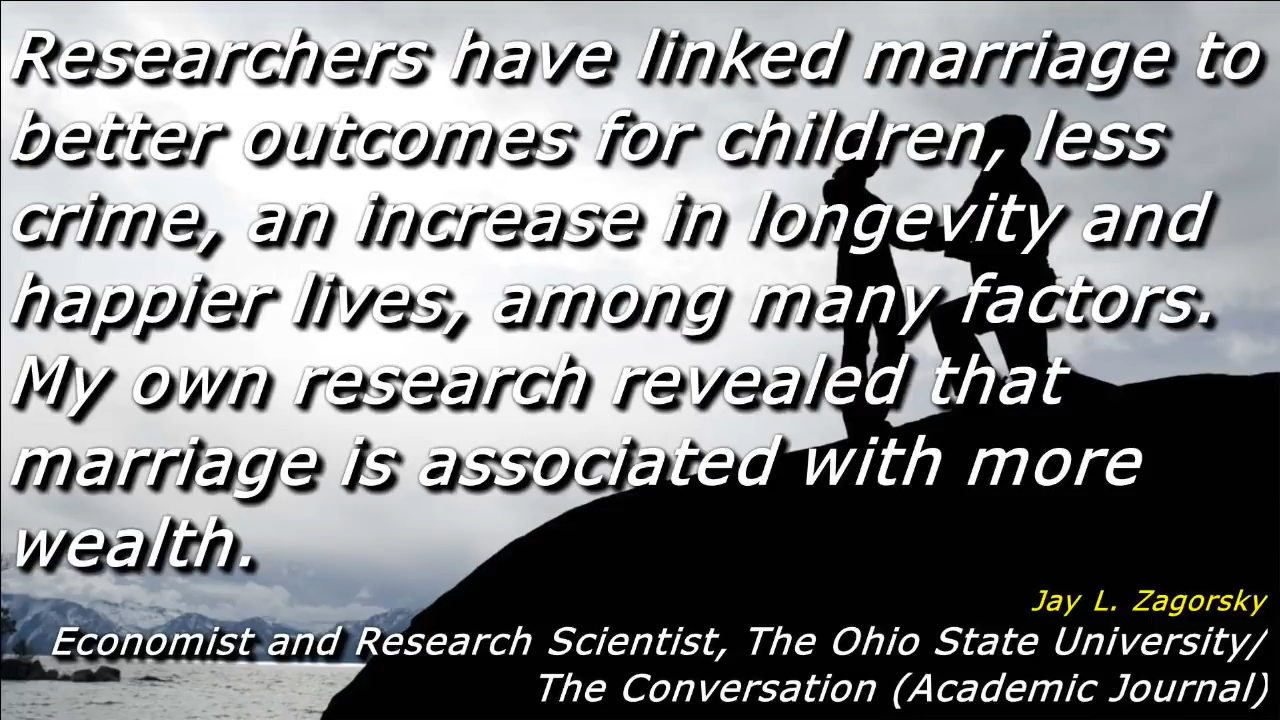 Researchers have linked marriage to
better outcomes for children, less
crime, an increase in longevity and
happier lives, among many factors.
My own research revealed that
marriage is associated with more
wealth.
Jay L. Zagorsky
Economist and Research Scientist, The Ohio State University/
The Conversation (Academic Journal)